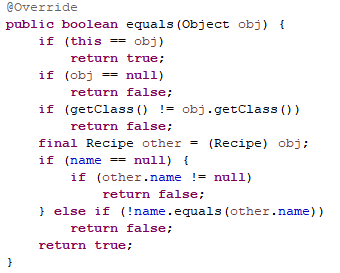 @Override
public boolean equals(Object obj) {
    if (this == obj)
        return true;
    if (obj == null)
        return false;
    if (getClass() != obj.getClass())
        return false;
    final Recipe other = (Recipe) obj;
    if (name == null) {
        if (other.name != null)
            return false;
    } else if (!name.equals(other.name))
        return false;
    return true;
}